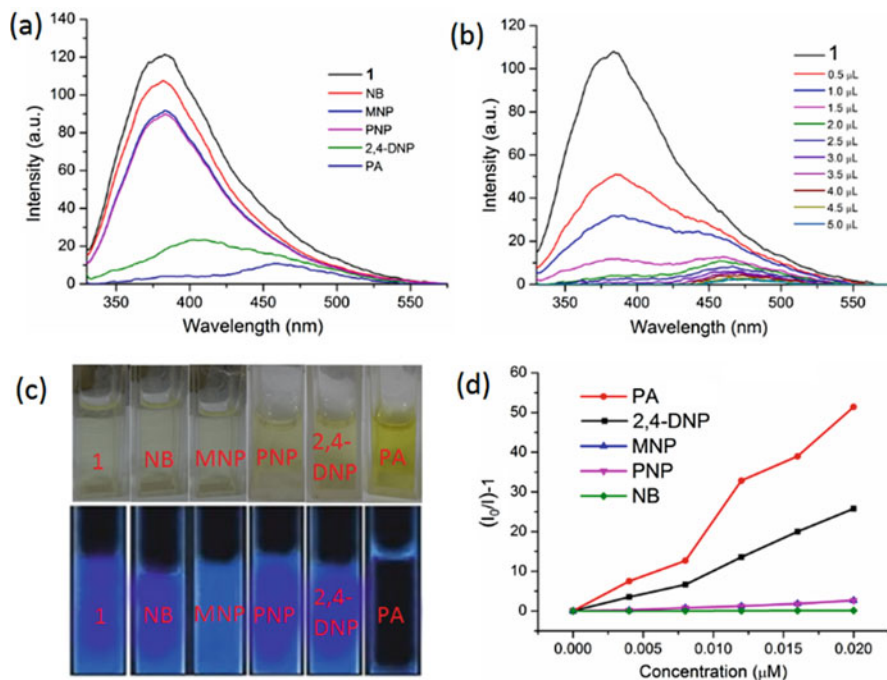 (a)
140
120
100
80
60
40
20
0
Intensity (a.u.)
350 400 450 500 550
Wavelength (nm)
1
NB
MNP
PNP
2,4-DNP
PA
(b)
120
100
80
60
40
20
0
Intensity (a.u.)
350 400 450 500 550
Wavelength (nm)
1
0.5 µL
1.0 µL
1.5 µL
2.0 µL
2.5 µL
3.0 µL
3.5 µL
4.0 µL
4.5 µL
5.0 µL
(c)
1 NB MNP PNP 2,4-DNP PA
1 NB MNP PNP 2,4-DNP PA
(d)
60
50
40
30
20
10
0
(I₀/I)-1
0.000 0.005 0.010 0.015 0.020
Concentration (µM)
PA
2,4-DNP
MNP
PNP
NB